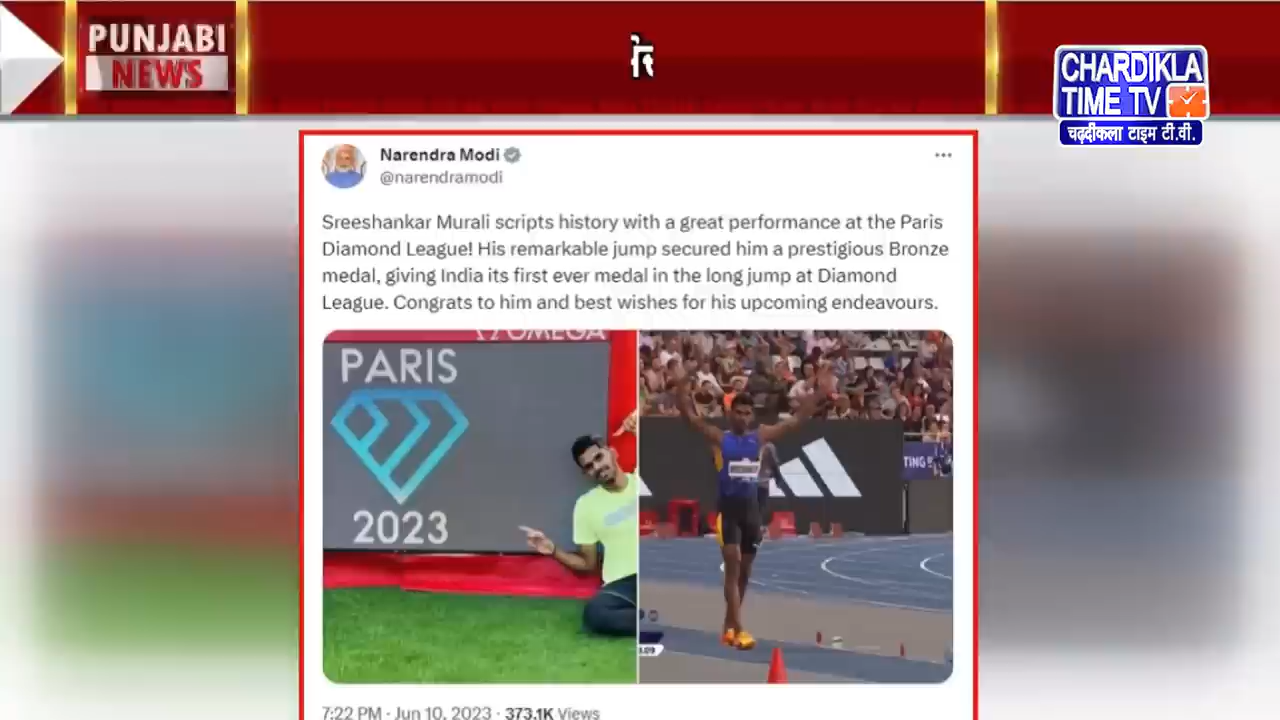 PUNJABI
NEWS
CHARDIKLA
TIME TV
चढ़दीकला टाइम टी.वी.
Narendra Modi
@narendramodi
Sreeshankar Murali scripts history with a great performance at the Paris
Diamond League! His remarkable jump secured him a prestigious Bronze
medal, giving India its first ever medal in the long jump at Diamond
League. Congrats to him and best wishes for his upcoming endeavours.
OMEGA
PARIS
2023
TING
7:22 PM · Jun 10, 2023 · 373.1K Views